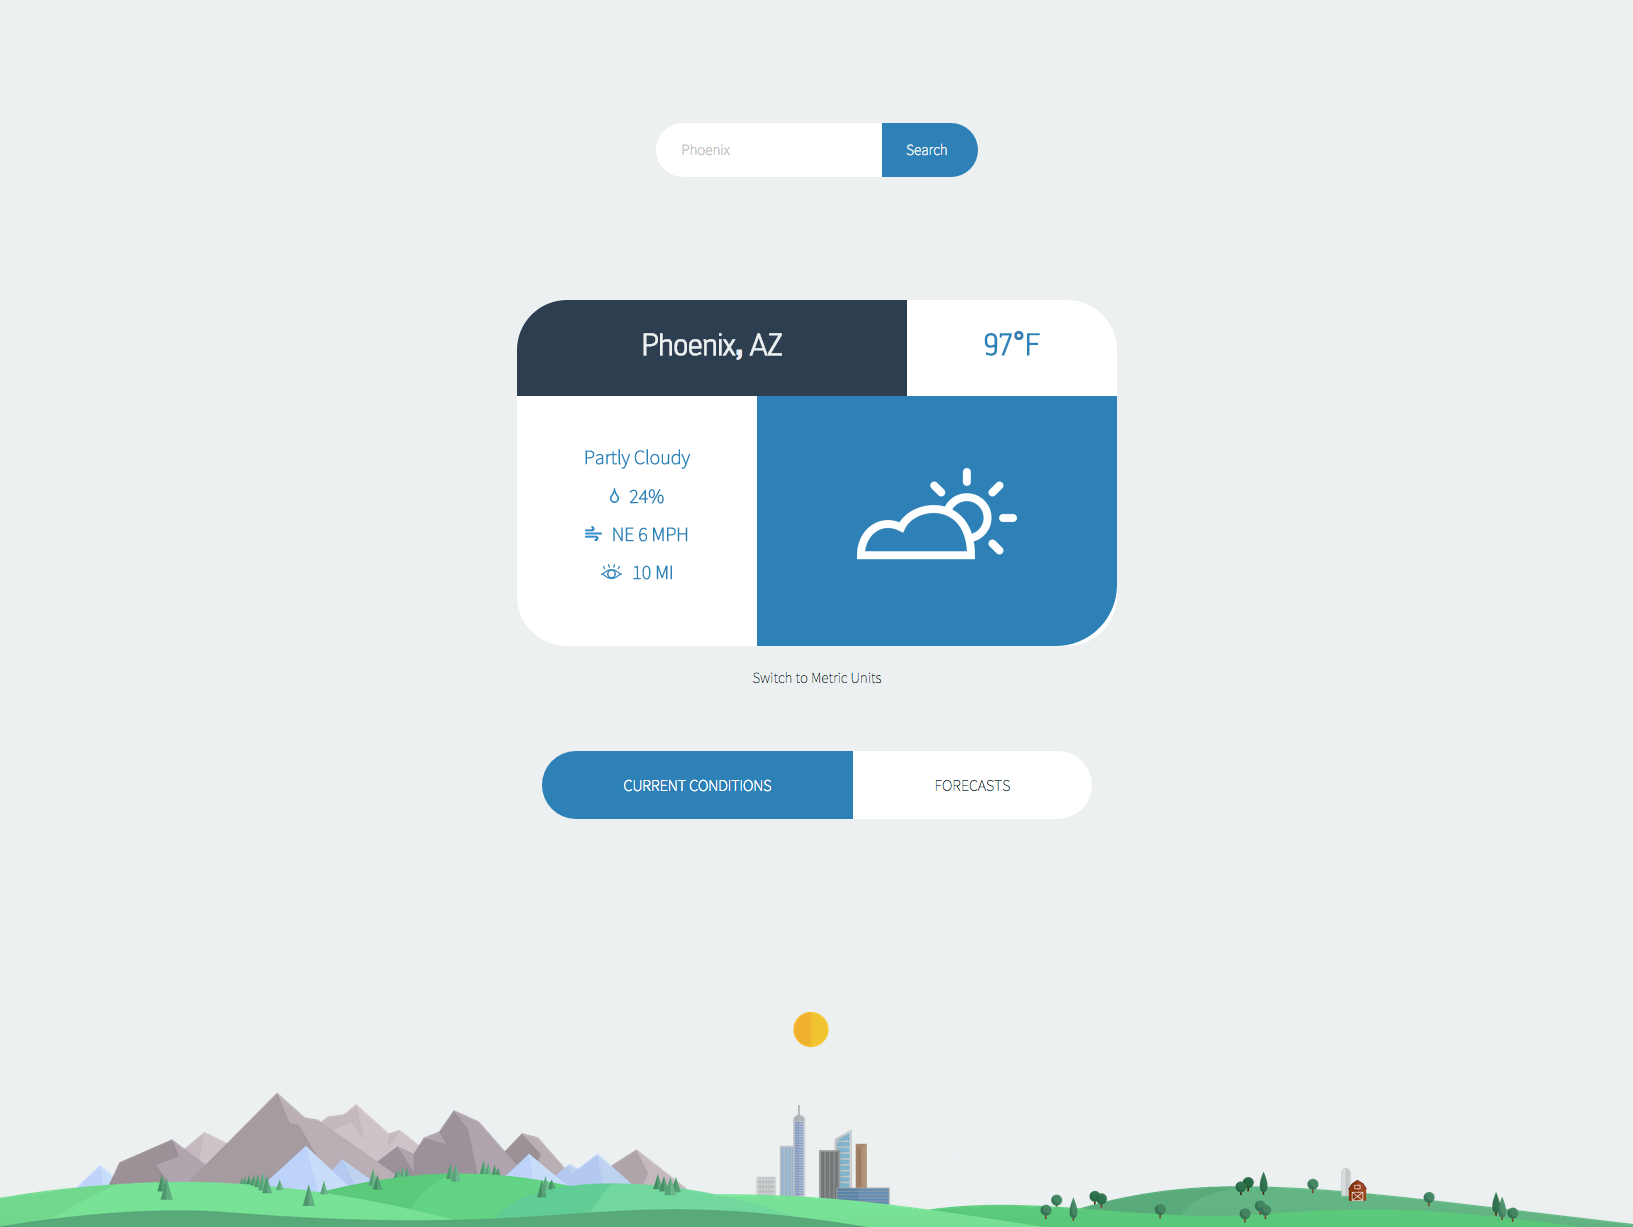 Phoenix
Search
Phoenix, AZ
97°F
Partly Cloudy
24%
NE 6 MPH
10 MI
Switch to Metric Units
CURRENT CONDITIONS
FORECASTS